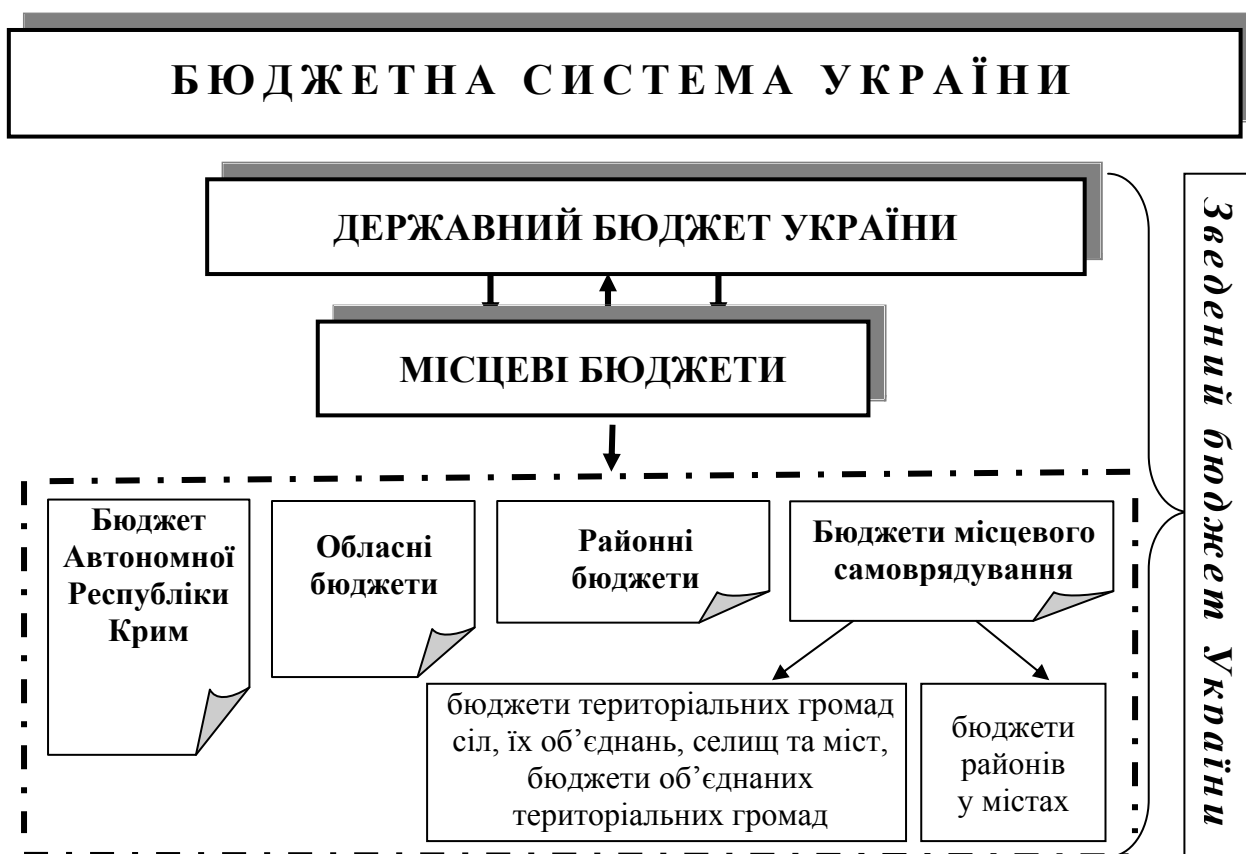 БЮДЖЕТНА СИСТЕМА УКРАЇНИ
ДЕРЖАВНИЙ БЮДЖЕТ УКРАЇНИ
МІСЦЕВІ БЮДЖЕТИ
Бюджет
Автономної
Республіки
Крим
Обласні
бюджети
Районні
бюджети
Бюджети місцевого
самоврядування
бюджети територіальних громад
сіл, їх об’єднань, селищ та міст,
бюджети об’єднаних
територіальних громад
бюджети
районів
у містах
Зведений бюджет України